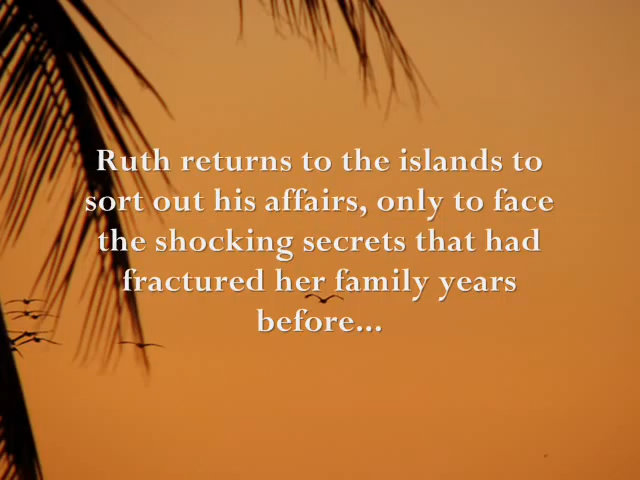 Ruth returns to the islands to
sort out his affairs, only to face
the shocking secrets that had
fractured her family years
before...